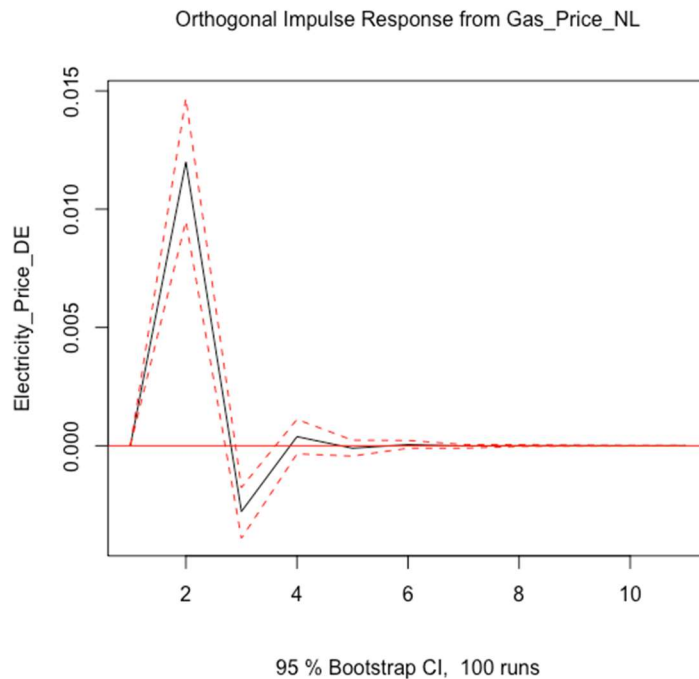 Orthogonal Impulse Response from Gas_Price_NL
Electricity_Price_DE
0.015
0.010
0.005
0.000
2 4 6 8 10
95 % Bootstrap CI, 100 runs